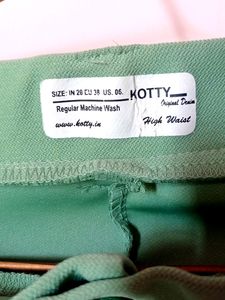 SIZE: IN 28 EU 38 US. 06.
KOTTY
Original Denim
Regular Machine Wash
www.kotty.in
High Waist